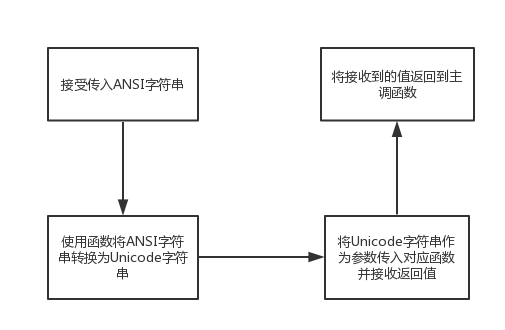 接受传入ANSI字符串
使用函数将ANSI字符
串转换为Unicode字符
串
将Unicode字符串作
为参数传入对应函数
并接收返回值
将接收到的值返回到主
调函数